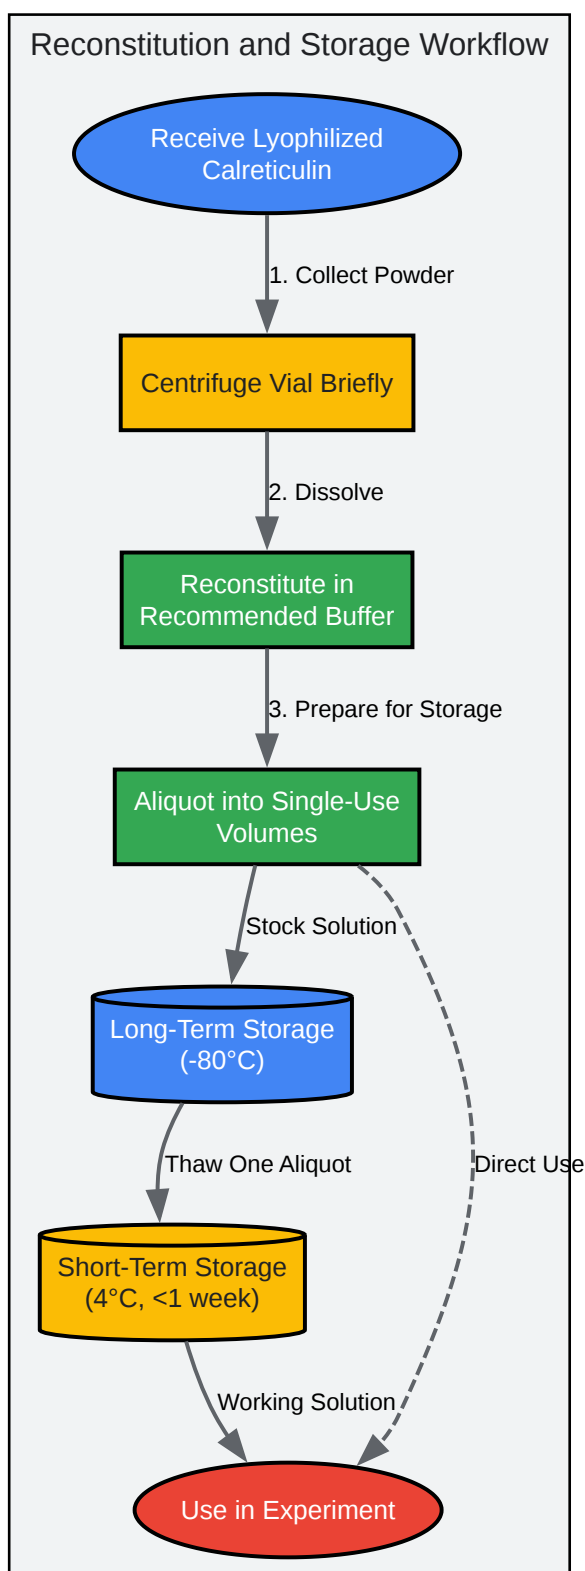 Reconstitution and Storage Workflow
Receive Lyophilized
Calreticulin
1. Collect Powder
Centrifuge Vial Briefly
2. Dissolve
Reconstitute in
Recommended Buffer
3. Prepare for Storage
Aliquot into Single-Use
Volumes
Stock Solution
Long-Term Storage
(-80°C)
Thaw One Aliquot
Direct Use
Short-Term Storage
(4°C, <1 week)
Working Solution
Use in Experiment